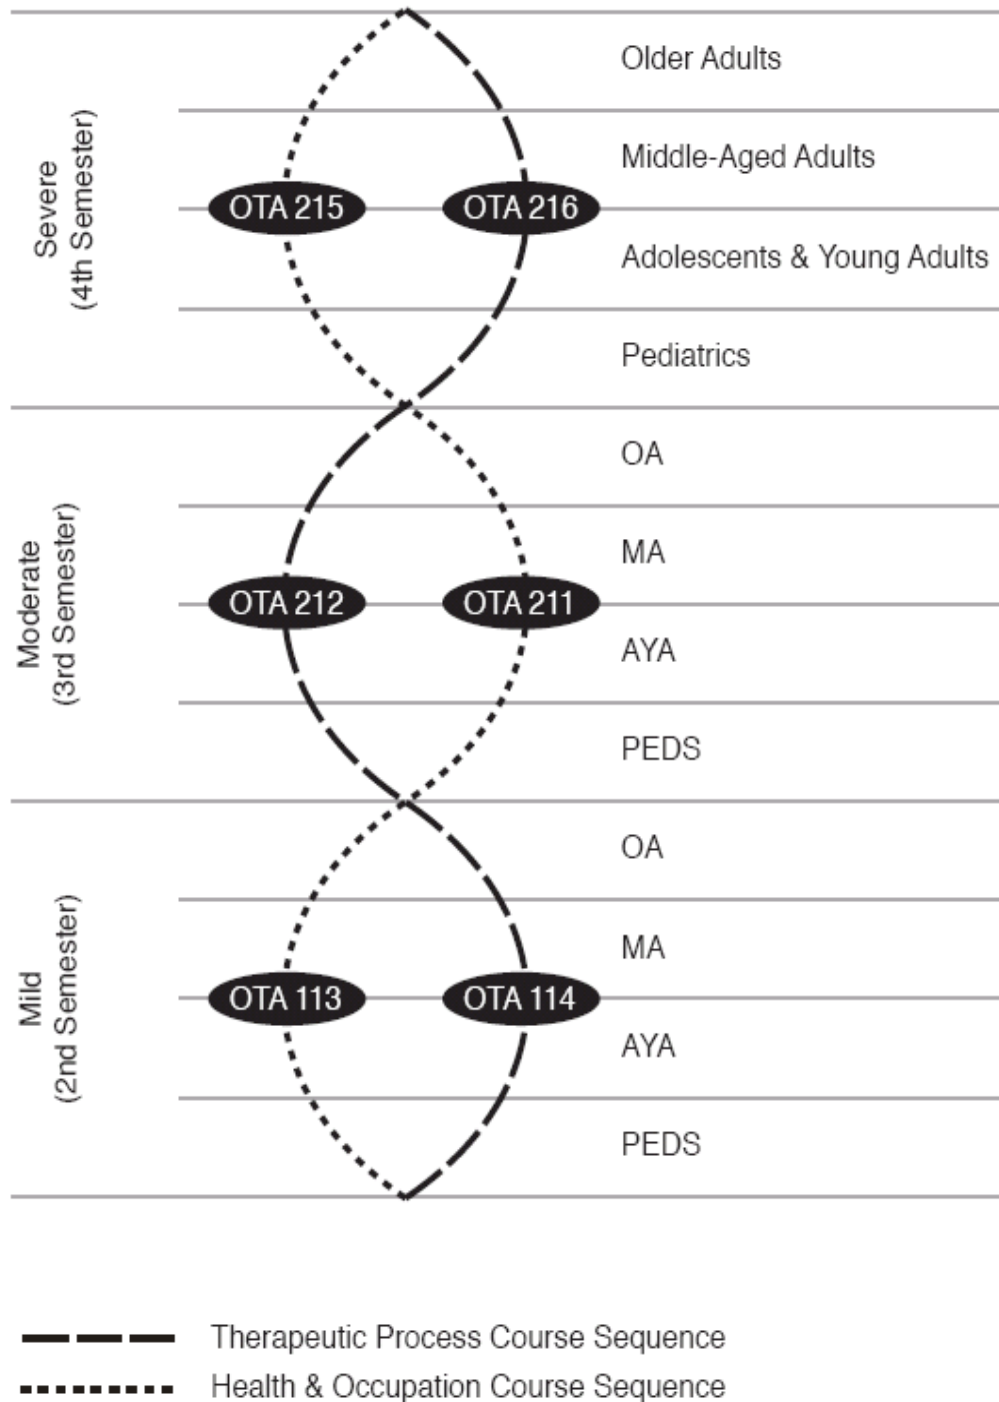 Older Adults
Middle-Aged Adults
Severe
(4th Semester)
OTA 215
OTA 216
Adolescents & Young Adults
Pediatrics
OA
MA
Moderate
(3rd Semester)
OTA 212
OTA 211
AYA
PEDS
OA
MA
Mild
(2nd Semester)
OTA 113
OTA 114
AYA
PEDS
Therapeutic Process Course Sequence
Health & Occupation Course Sequence